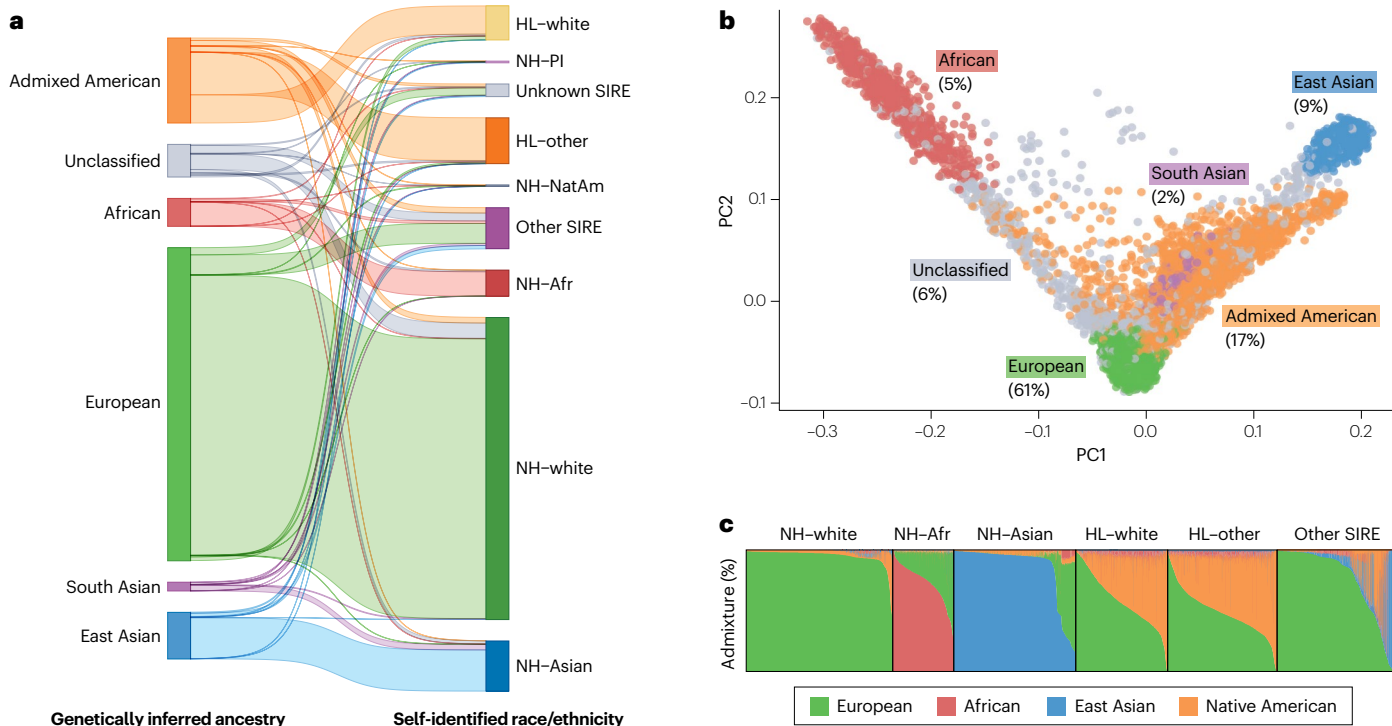 a
Admixed American
Unclassified
African
European
South Asian
East Asian
HL–white
NH–PI
Unknown SIRE
HL–other
NH–NatAm
Other SIRE
NH–Afr
NH–white
NH–Asian
Genetically inferred ancestry
Self-identified race/ethnicity
b
PC2
0.2
0.1
0.0
–0.1
African
(5%)
East Asian
(9%)
South Asian
(2%)
Unclassified
(6%)
Admixed American
(17%)
European
(61%)
–0.3
–0.2
–0.1
0.0
0.1
0.2
PC1
c
NH–white
NH–Afr
NH–Asian
HL–white
HL–other
Other SIRE
Admixture (%)
European
African
East Asian
Native American